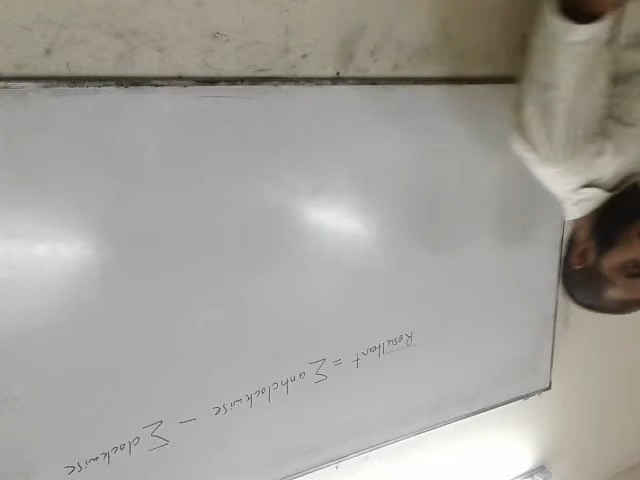 Resultant = Σ anticlockwise - Σ clockwise